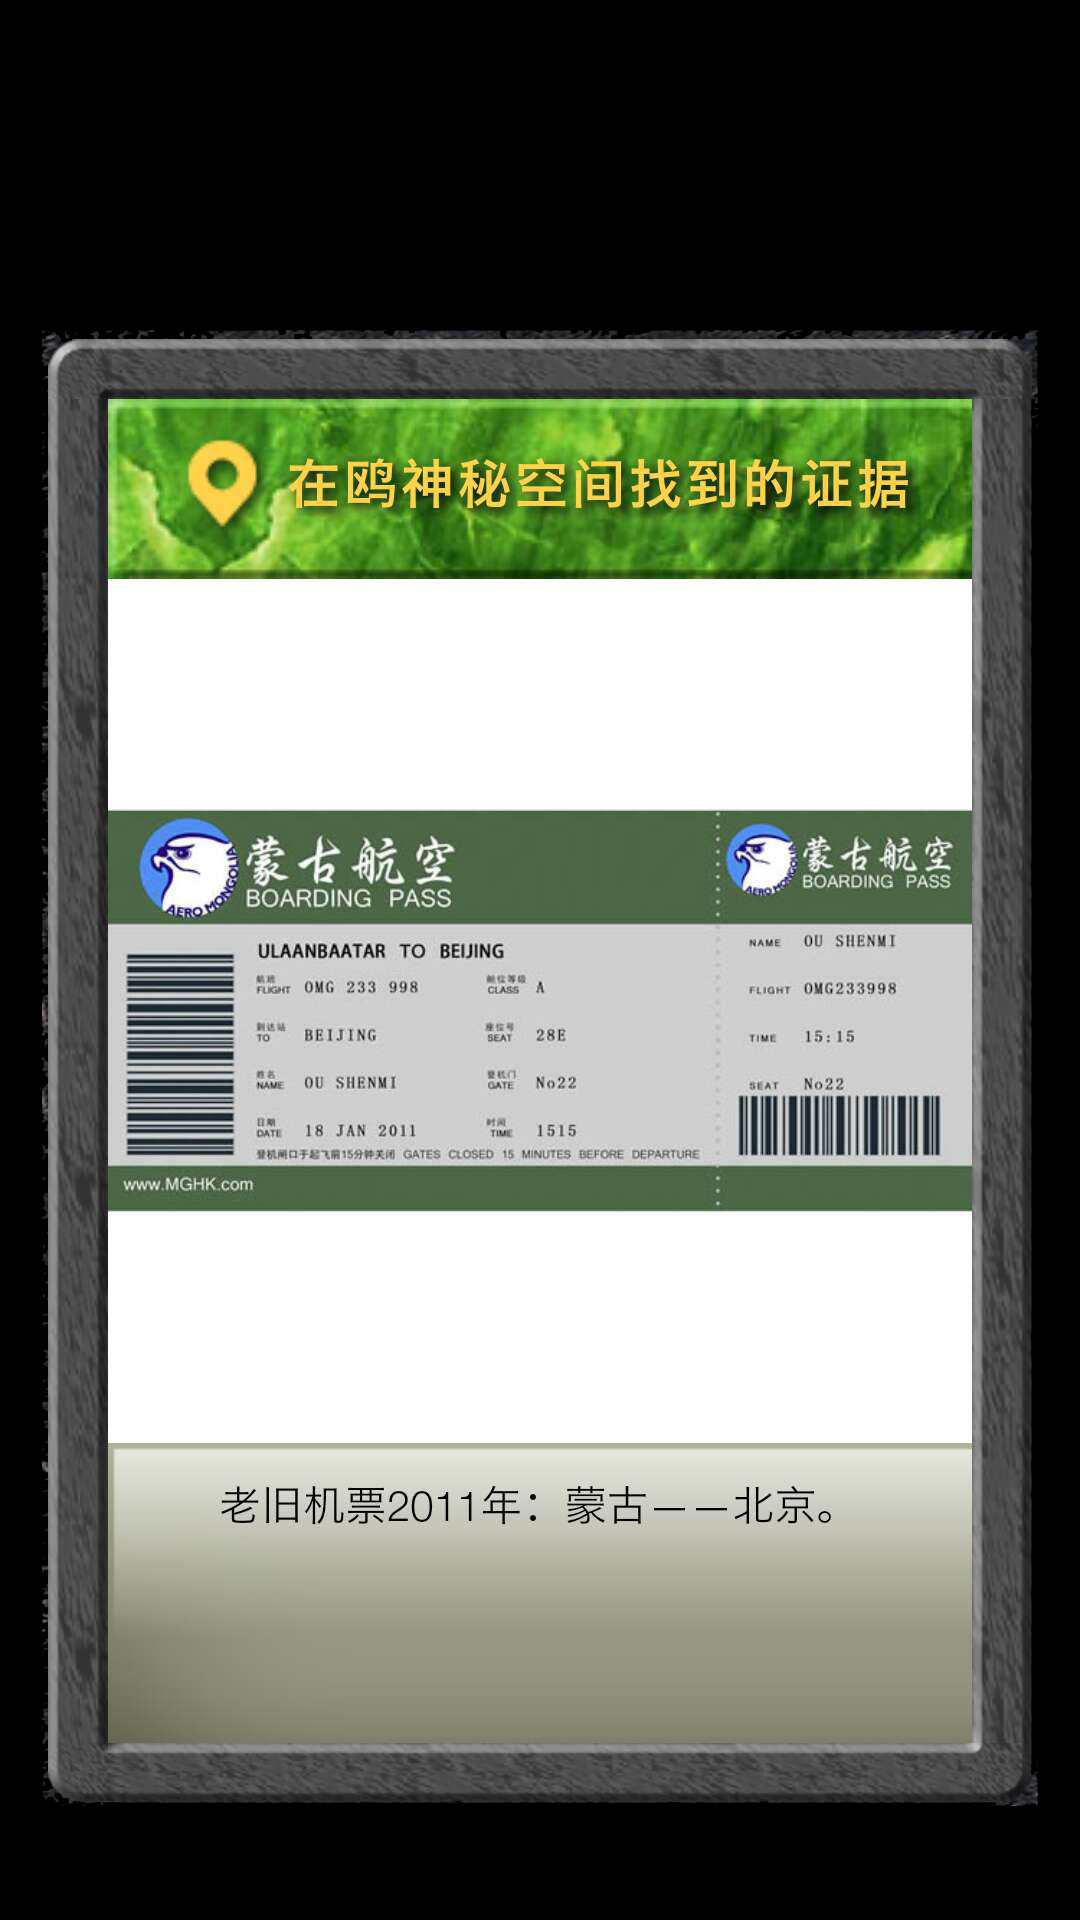 在鸥神秘空间找到的证据
AERO MONGOLIA
蒙古航空
BOARDING PASS
ULAANBAATAR TO BEIJING
航班
FLIGHT OMG 233 998
舱位等级
CLASS A
到达站
TO BEIJING
座位号
SEAT 28E
姓名
NAME OU SHENMI
登机门
GATE No22
日期
DATE 18 JAN 2011
时间
TIME 1515
登机闸口于起飞前15分钟关闭 GATES CLOSED 15 MINUTES BEFORE DEPARTURE
www.MGHK.com
AERO MONGOLIA
蒙古航空
BOARDING PASS
NAME OU SHENMI
FLIGHT OMG233998
TIME 15:15
SEAT No22
老旧机票2011年：蒙古——北京。